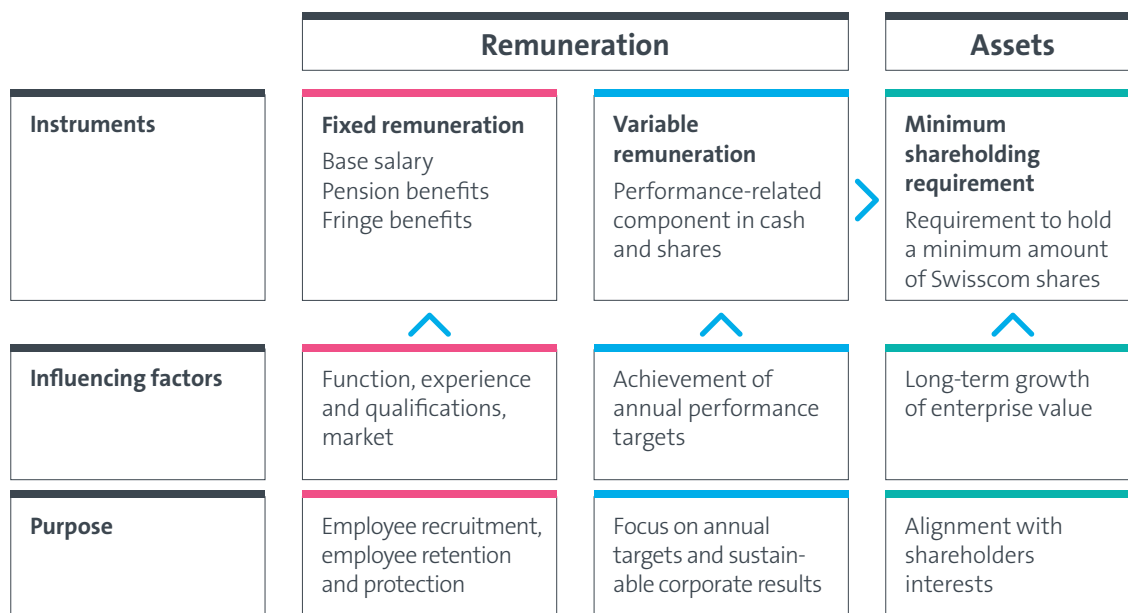 Remuneration
Assets
Instruments
Fixed remuneration
Base salary
Pension benefits
Fringe benefits
Variable
remuneration
Performance-related
component in cash
and shares
Minimum
shareholding
requirement
Requirement to hold
a minimum amount
of Swisscom shares
Influencing factors
Function, experience
and qualifications,
market
Achievement of
annual performance
targets
Long-term growth
of enterprise value
Purpose
Employee recruitment,
employee retention
and protection
Focus on annual
targets and sustain-
able corporate results
Alignment with
shareholders
interests